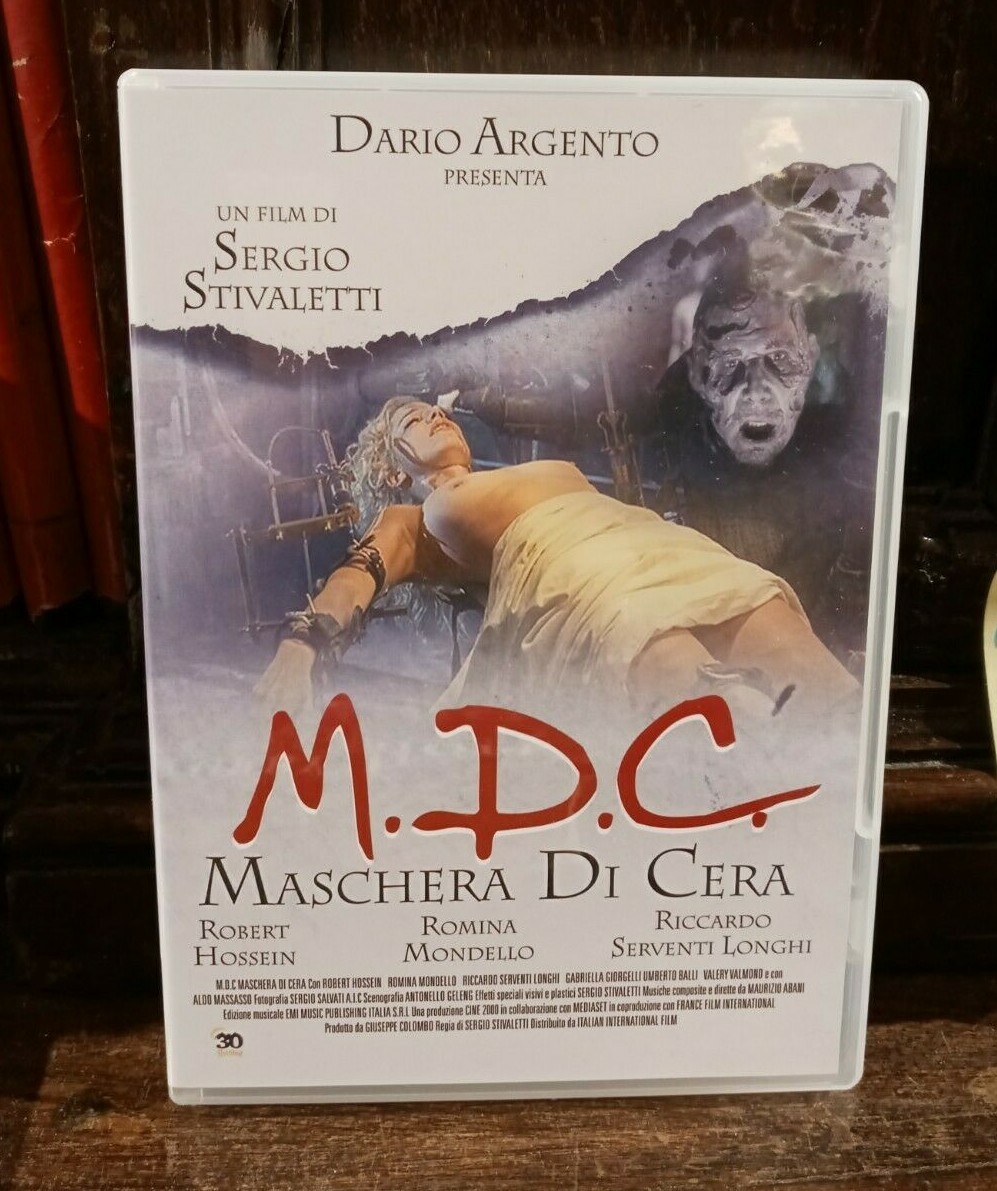 DARIO ARGENTO
PRESENTA
UN FILM DI
SERGIO
STIVALETTI
M.D.C.
MASCHERA DI CERA
ROBERT
HOSSEIN
ROMINA
MONDELLO
RICCARDO
SERVENTI LONGHI
M.D.C MASCHERA DI CERA Con ROBERT HOSSEIN ROMINA MONDELLO RICCARDO SERVENTI LONGHI GABRIELLA GIORGELLI UMBERTO BALLI VALERY VALMOND e con
ALDO MASSASSO Fotografia SERGIO SALVATI A.I.C Scenografia ANTONELLO GELENG Effetti speciali visivi e plastici SERGIO STIVALETTI Musiche composte e dirette da MAURIZIO ABANI
Edizione musicale EMI MUSIC PUBLISHING ITALIA S.R.L Una produzione CINE 2000 in collaborazione con MEDIASET in coproduzione con FRANCE FILM INTERNATIONAL
Prodotto da GIUSEPPE COLOMBO Regia di SERGIO STIVALETTI Distribuito da ITALIAN INTERNATIONAL FILM
30